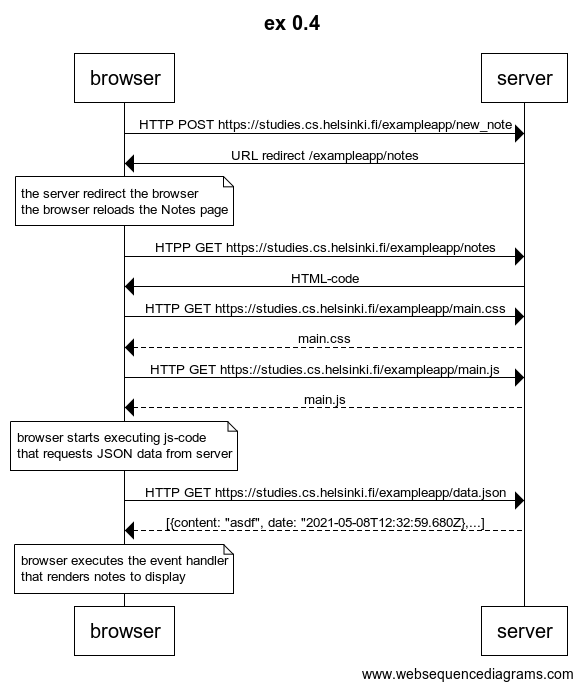 ex 0.4
browser
server
HTTP POST https://studies.cs.helsinki.fi/exampleapp/new_note
URL redirect /exampleapp/notes
the server redirect the browser
the browser reloads the Notes page
HTPP GET https://studies.cs.helsinki.fi/exampleapp/notes
HTML-code
HTTP GET https://studies.cs.helsinki.fi/exampleapp/main.css
main.css
HTTP GET https://studies.cs.helsinki.fi/exampleapp/main.js
main.js
browser starts executing js-code
that requests JSON data from server
HTTP GET https://studies.cs.helsinki.fi/exampleapp/data.json
[{content: "asdf", date: "2021-05-08T12:32:59.680Z},...]
browser executes the event handler
that renders notes to display
browser
server
www.websequencediagrams.com